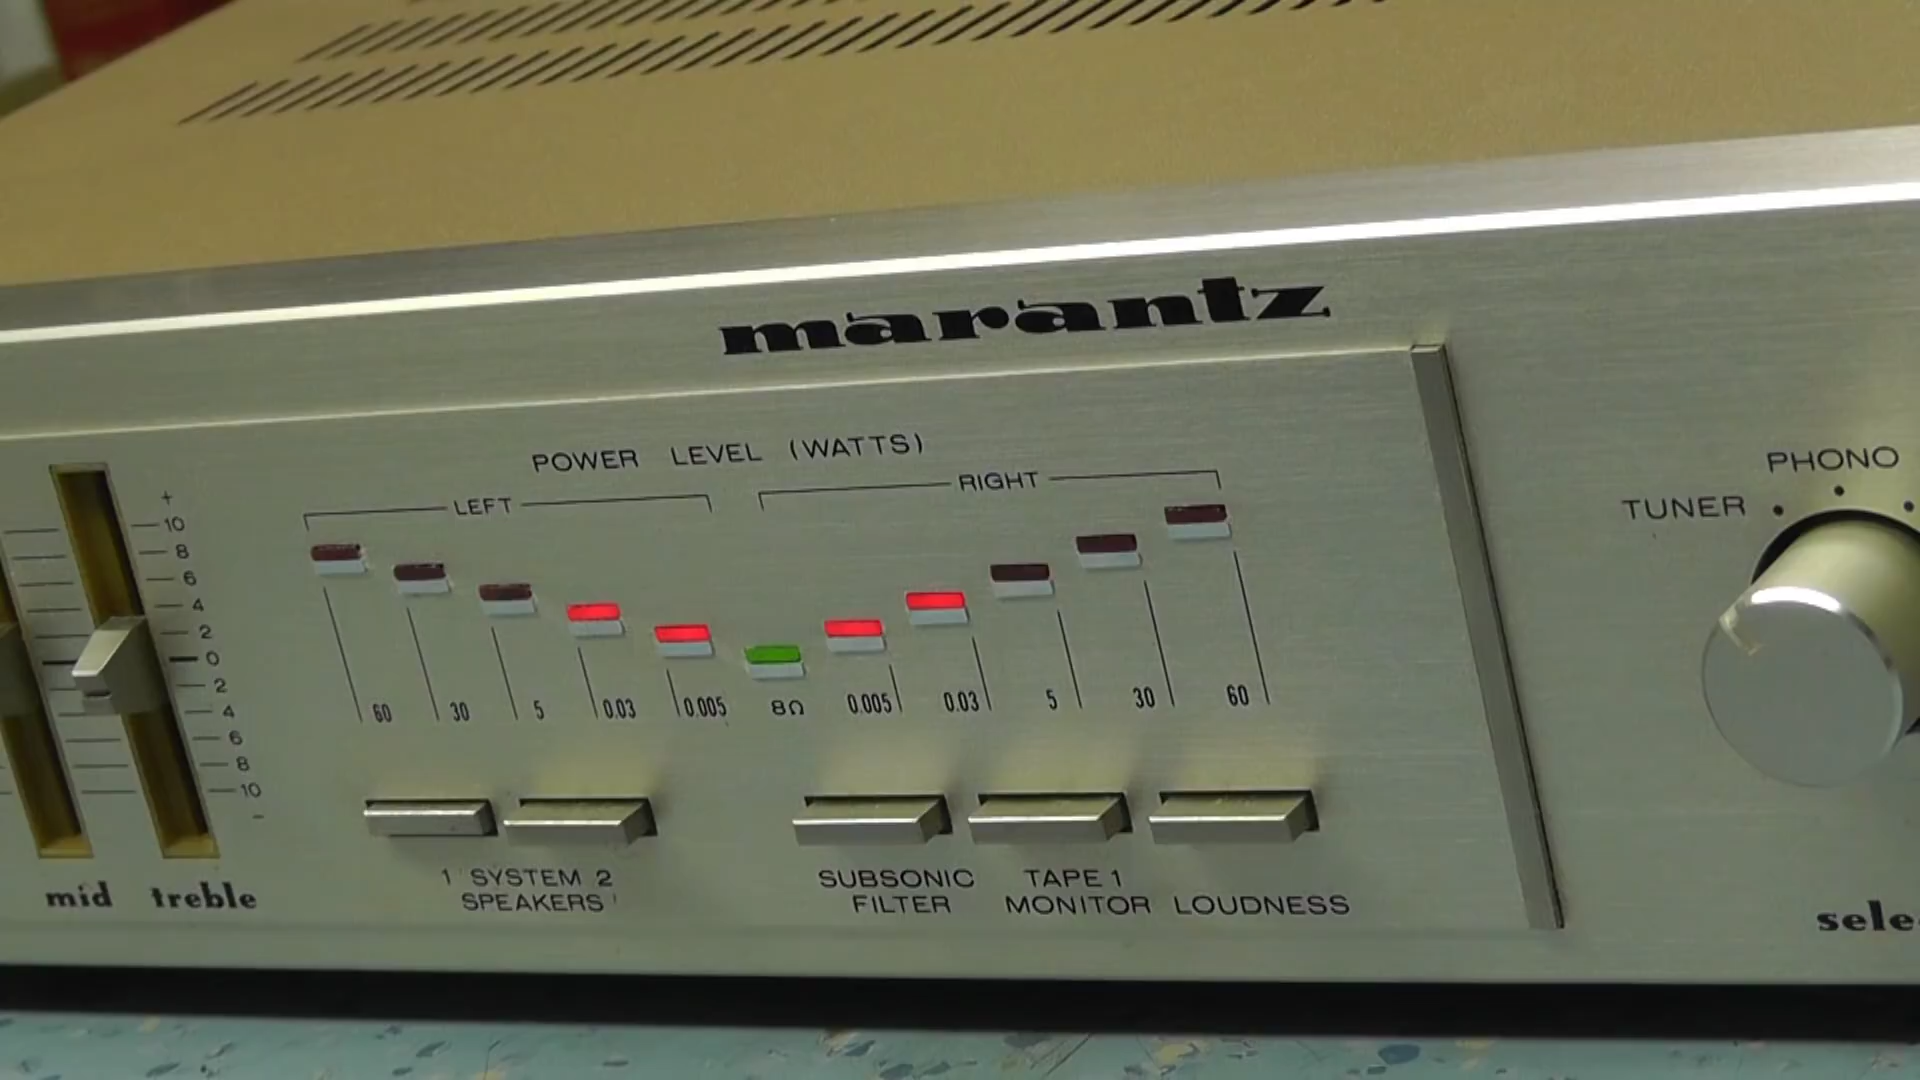 marantz
POWER LEVEL (WATTS)
LEFT RIGHT
PHONO
TUNER
+
10
8
6
4
2
0
2
4
6
8
10
-
60 30 5 0.03 0.005 8Ω 0.005 0.03 5 30 60
mid treble
1 SYSTEM 2
SPEAKERS
SUBSONIC
FILTER
TAPE 1
MONITOR
LOUDNESS